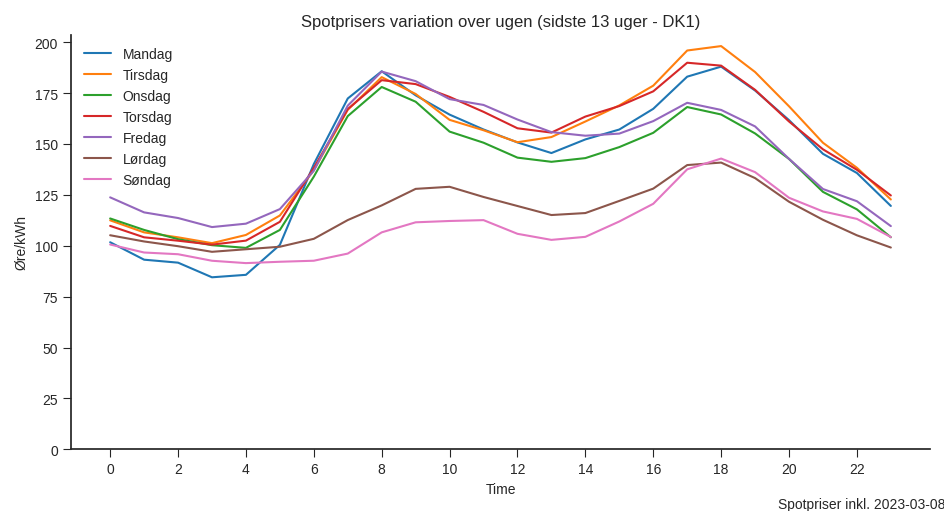 Spotprisers variation over ugen (sidste 13 uger - DK1)
Mandag
Tirsdag
Onsdag
Torsdag
Fredag
Lørdag
Søndag
Øre/kWh
200
175
150
125
100
75
50
25
0
0 2 4 6 8 10 12 14 16 18 20 22
Time
Spotpriser inkl. 2023-03-08